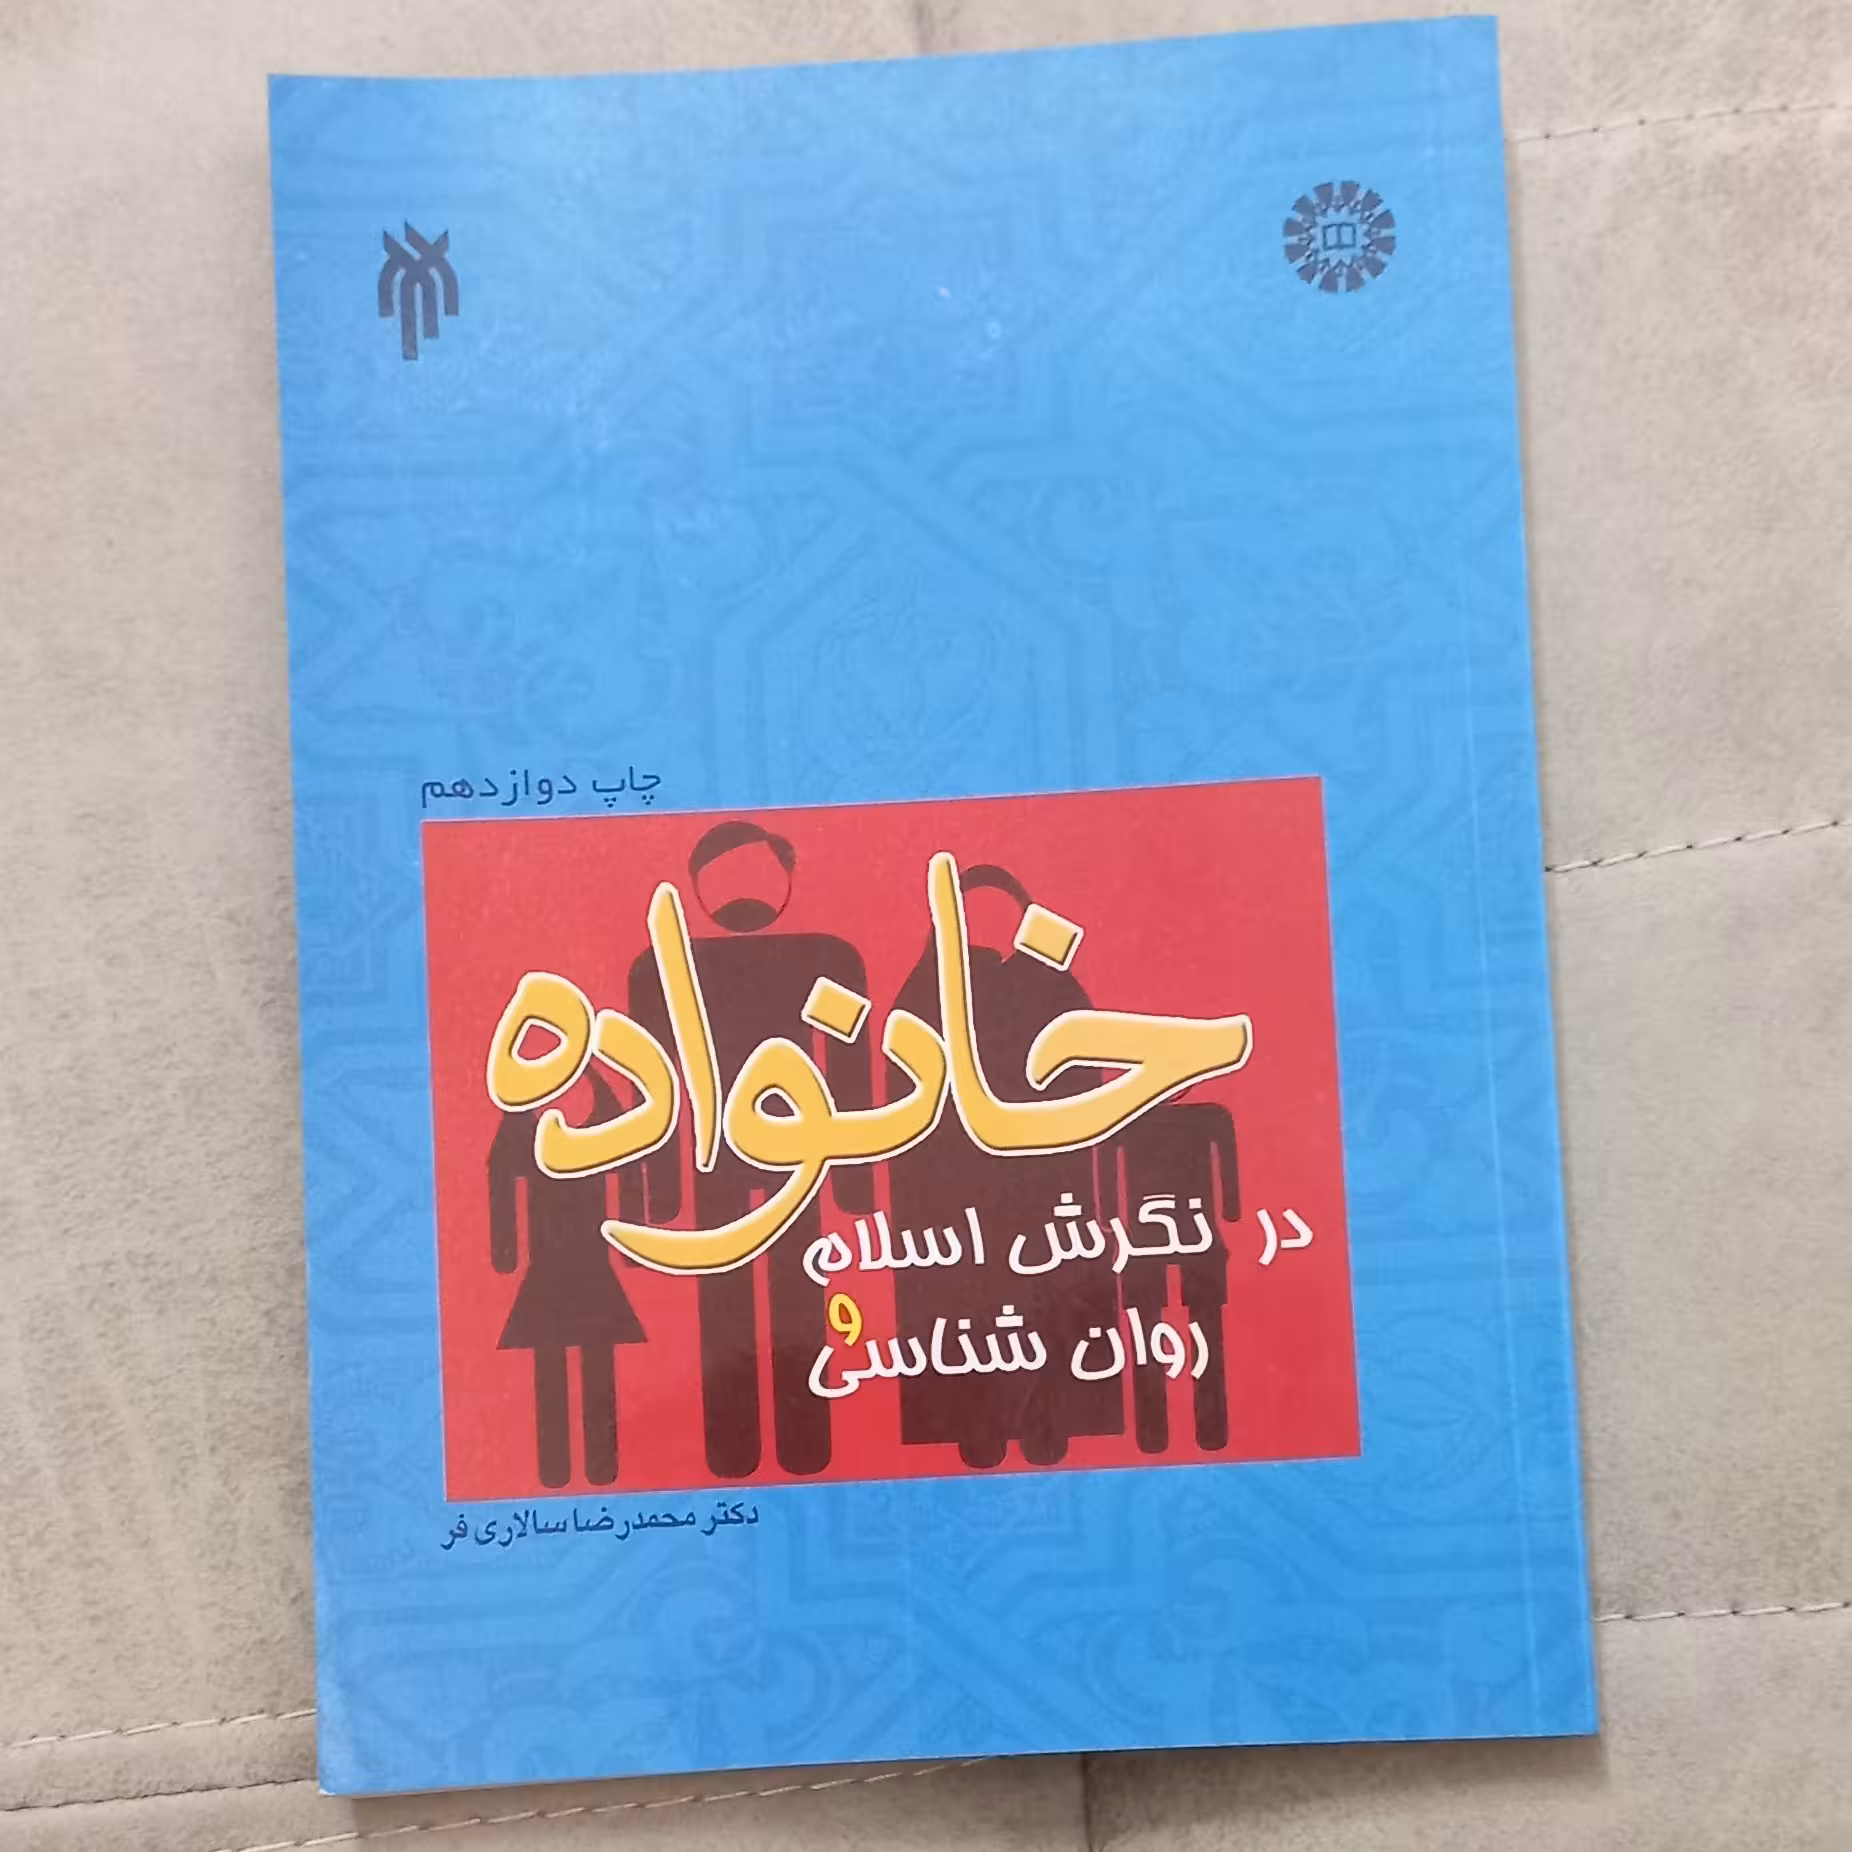 چاپ دوازدهم
خانواده
در نگرش اسلام
و
روان شناسی
دکتر محمدرضا سالاری فر